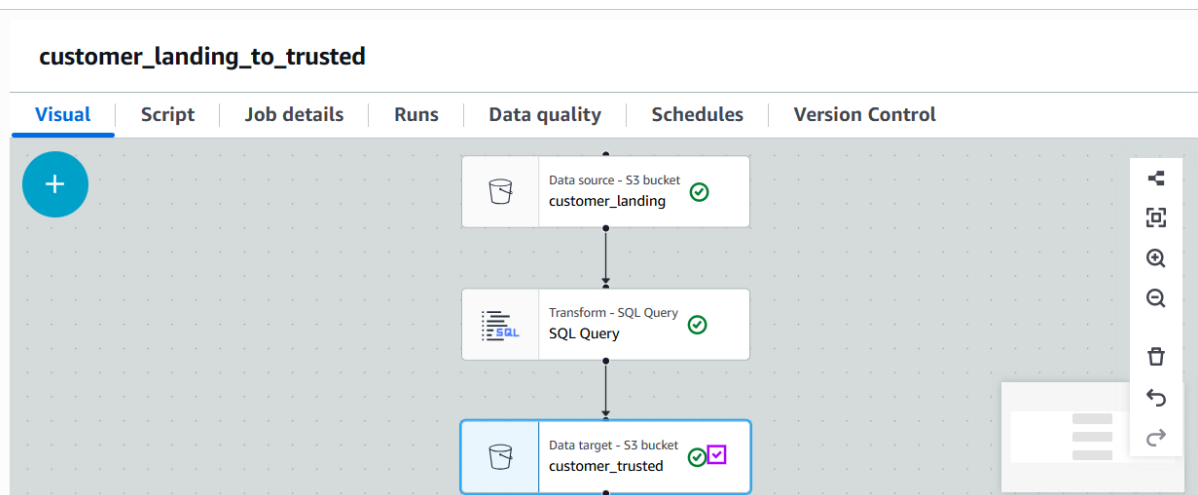 customer_landing_to_trusted
Visual Script Job details Runs Data quality Schedules Version Control
Data source - S3 bucket
customer_landing
Transform - SQL Query
SQL
SQL Query
Data target - S3 bucket
customer_trusted